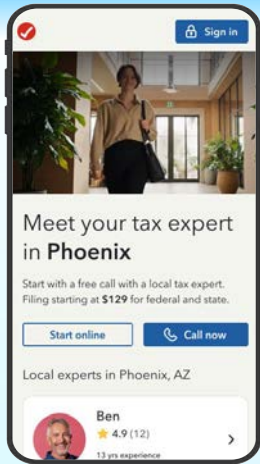 Sign in
Meet your tax expert
in Phoenix
Start with a free call with a local tax expert.
Filing starting at $129 for federal and state.
Start online
Call now
Local experts in Phoenix, AZ
Ben
4.9 (12)
13 yrs experience